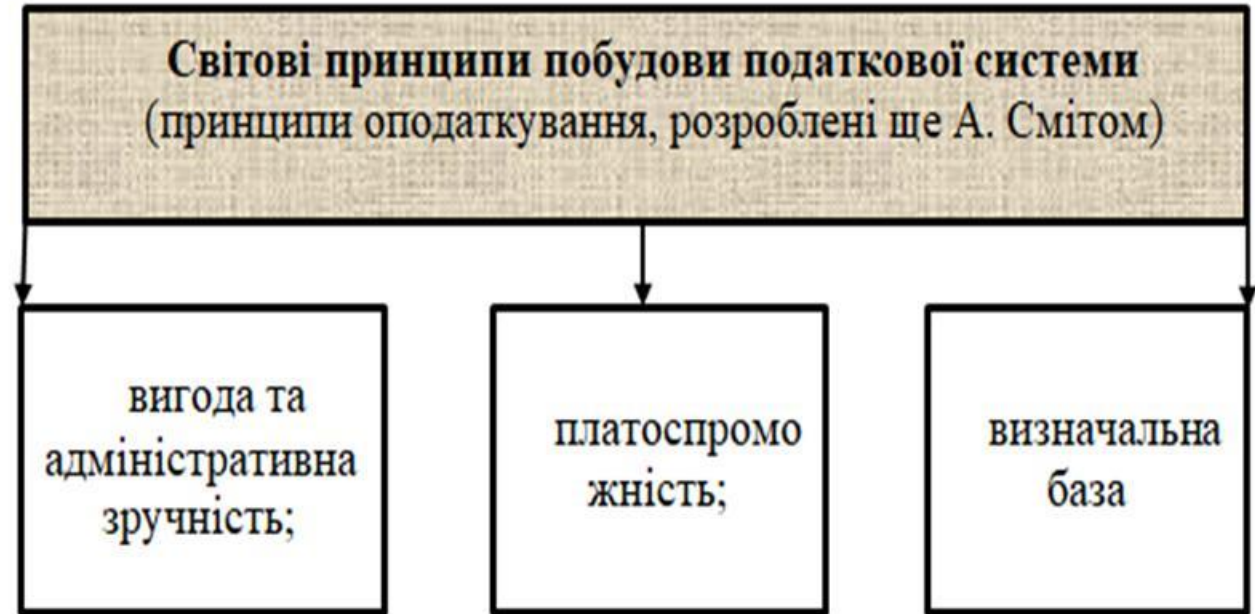 Світові принципи побудови податкової системи
(принципи оподаткування, розроблені ще А. Смітом)
вигода та
адміністративна
зручність;
платоспромо
жність;
визначальна
база